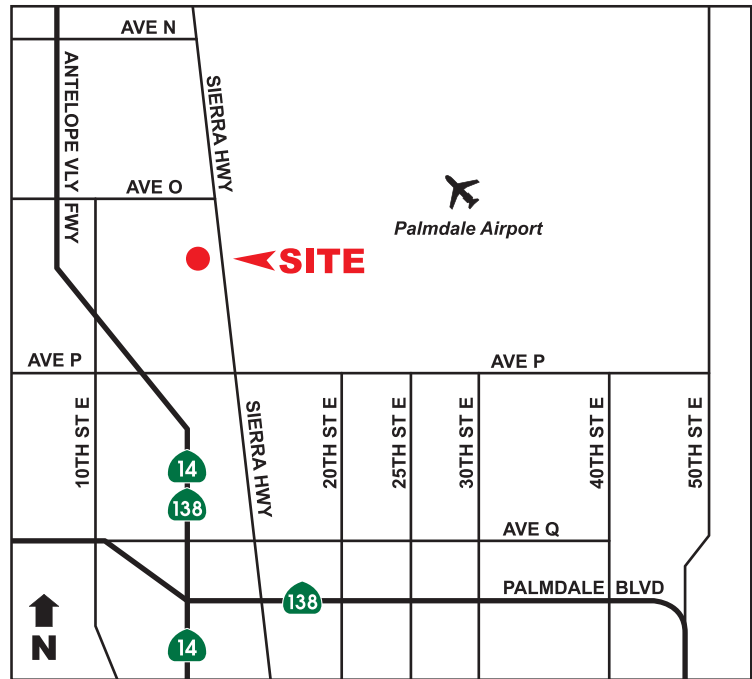 AVE N
ANTELOPE VLY FWY
SIERRA HWY
AVE O
Palmdale Airport
SITE
AVE P
AVE P
10TH ST E
SIERRA HWY
20TH ST E
25TH ST E
30TH ST E
40TH ST E
50TH ST E
14
138
AVE Q
PALMDALE BLVD
138
N
14